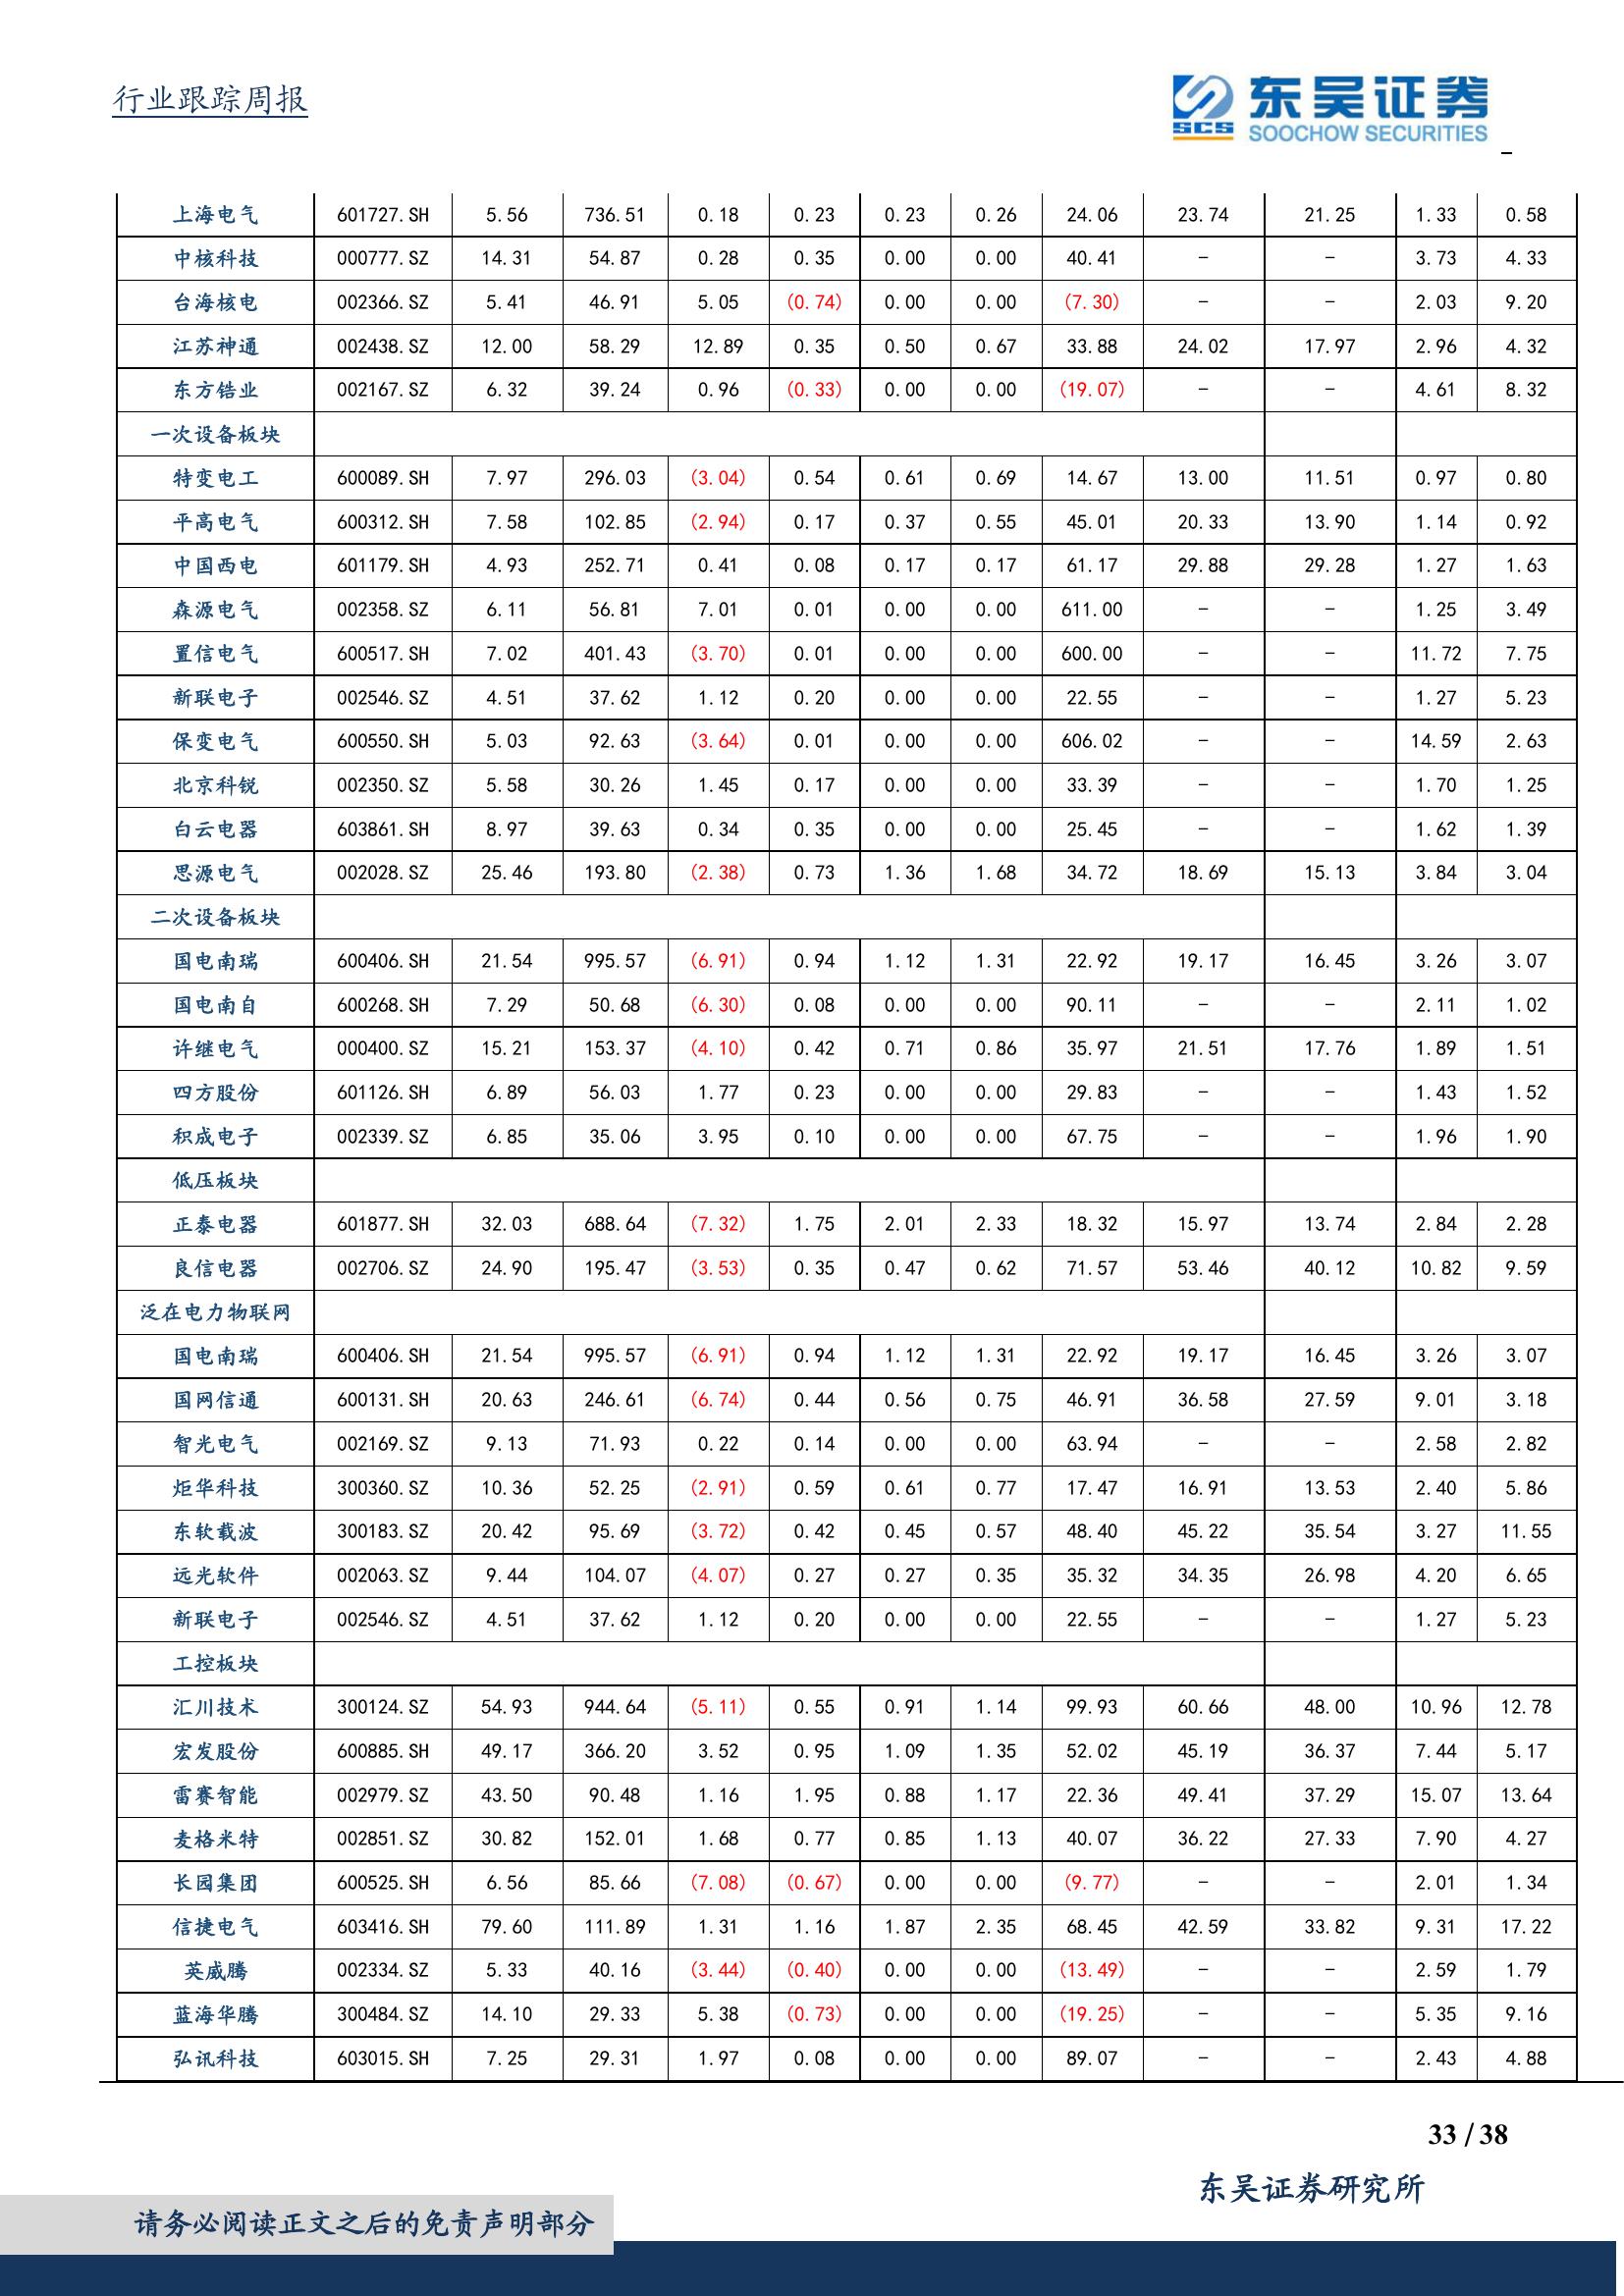 行业跟踪周报
东吴证券
SCS
SOOCHOW SECURITIES
上海电气 601727.SH 5.56 736.51 0.18 0.23 0.23 0.26 24.06 23.74 21.25 1.33 0.58
中核科技 000777.SZ 14.31 54.87 0.28 0.35 0.00 0.00 40.41 - - 3.73 4.33
台海核电 002366.SZ 5.41 46.91 5.05 (0.74) 0.00 0.00 (7.30) - - 2.03 9.20
江苏神通 002438.SZ 12.00 58.29 12.89 0.35 0.50 0.67 33.88 24.02 17.97 2.96 4.32
东方锆业 002167.SZ 6.32 39.24 0.96 (0.33) 0.00 0.00 (19.07) - - 4.61 8.32
一次设备板块
特变电工 600089.SH 7.97 296.03 (3.04) 0.54 0.61 0.69 14.67 13.00 11.51 0.97 0.80
平高电气 600312.SH 7.58 102.85 (2.94) 0.17 0.37 0.55 45.01 20.33 13.90 1.14 0.92
中国西电 601179.SH 4.93 252.71 0.41 0.08 0.17 0.17 61.17 29.88 29.28 1.27 1.63
森源电气 002358.SZ 6.11 56.81 7.01 0.01 0.00 0.00 611.00 - - 1.25 3.49
置信电气 600517.SH 7.02 401.43 (3.70) 0.01 0.00 0.00 600.00 - - 11.72 7.75
新联电子 002546.SZ 4.51 37.62 1.12 0.20 0.00 0.00 22.55 - - 1.27 5.23
保变电气 600550.SH 5.03 92.63 (3.64) 0.01 0.00 0.00 606.02 - - 14.59 2.63
北京科锐 002350.SZ 5.58 30.26 1.45 0.17 0.00 0.00 33.39 - - 1.70 1.25
白云电器 603861.SH 8.97 39.63 0.34 0.35 0.00 0.00 25.45 - - 1.62 1.39
思源电气 002028.SZ 25.46 193.80 (2.38) 0.73 1.36 1.68 34.72 18.69 15.13 3.84 3.04
二次设备板块
国电南瑞 600406.SH 21.54 995.57 (6.91) 0.94 1.12 1.31 22.92 19.17 16.45 3.26 3.07
国电南自 600268.SH 7.29 50.68 (6.30) 0.08 0.00 0.00 90.11 - - 2.11 1.02
许继电气 000400.SZ 15.21 153.37 (4.10) 0.42 0.71 0.86 35.97 21.51 17.76 1.89 1.51
四方股份 601126.SH 6.89 56.03 1.77 0.23 0.00 0.00 29.83 - - 1.43 1.52
积成电子 002339.SZ 6.85 35.06 3.95 0.10 0.00 0.00 67.75 - - 1.96 1.90
低压板块
正泰电器 601877.SH 32.03 688.64 (7.32) 1.75 2.01 2.33 18.32 15.97 13.74 2.84 2.28
良信电器 002706.SZ 24.90 195.47 (3.53) 0.35 0.47 0.62 71.57 53.46 40.12 10.82 9.59
泛在电力物联网
国电南瑞 600406.SH 21.54 995.57 (6.91) 0.94 1.12 1.31 22.92 19.17 16.45 3.26 3.07
国网信通 600131.SH 20.63 246.61 (6.74) 0.44 0.56 0.75 46.91 36.58 27.59 9.01 3.18
智光电气 002169.SZ 9.13 71.93 0.22 0.14 0.00 0.00 63.94 - - 2.58 2.82
炬华科技 300360.SZ 10.36 52.25 (2.91) 0.59 0.61 0.77 17.47 16.91 13.53 2.40 5.86
东软载波 300183.SZ 20.42 95.69 (3.72) 0.42 0.45 0.57 48.40 45.22 35.54 3.27 11.55
远光软件 002063.SZ 9.44 104.07 (4.07) 0.27 0.27 0.35 35.32 34.35 26.98 4.20 6.65
新联电子 002546.SZ 4.51 37.62 1.12 0.20 0.00 0.00 22.55 - - 1.27 5.23
工控板块
汇川技术 300124.SZ 54.93 944.64 (5.11) 0.55 0.91 1.14 99.93 60.66 48.00 10.96 12.78
宏发股份 600885.SH 49.17 366.20 3.52 0.95 1.09 1.35 52.02 45.19 36.37 7.44 5.17
雷赛智能 002979.SZ 43.50 90.48 1.16 1.95 0.88 1.17 22.36 49.41 37.29 15.07 13.64
麦格米特 002851.SZ 30.82 152.01 1.68 0.77 0.85 1.13 40.07 36.22 27.33 7.90 4.27
长园集团 600525.SH 6.56 85.66 (7.08) (0.67) 0.00 0.00 (9.77) - - 2.01 1.34
信捷电气 603416.SH 79.60 111.89 1.31 1.16 1.87 2.35 68.45 42.59 33.82 9.31 17.22
英威腾 002334.SZ 5.33 40.16 (3.44) (0.40) 0.00 0.00 (13.49) - - 2.59 1.79
蓝海华腾 300484.SZ 14.10 29.33 5.38 (0.73) 0.00 0.00 (19.25) - - 5.35 9.16
弘讯科技 603015.SH 7.25 29.31 1.97 0.08 0.00 0.00 89.07 - - 2.43 4.88
33 / 38
东吴证券研究所
请务必阅读正文之后的免责声明部分